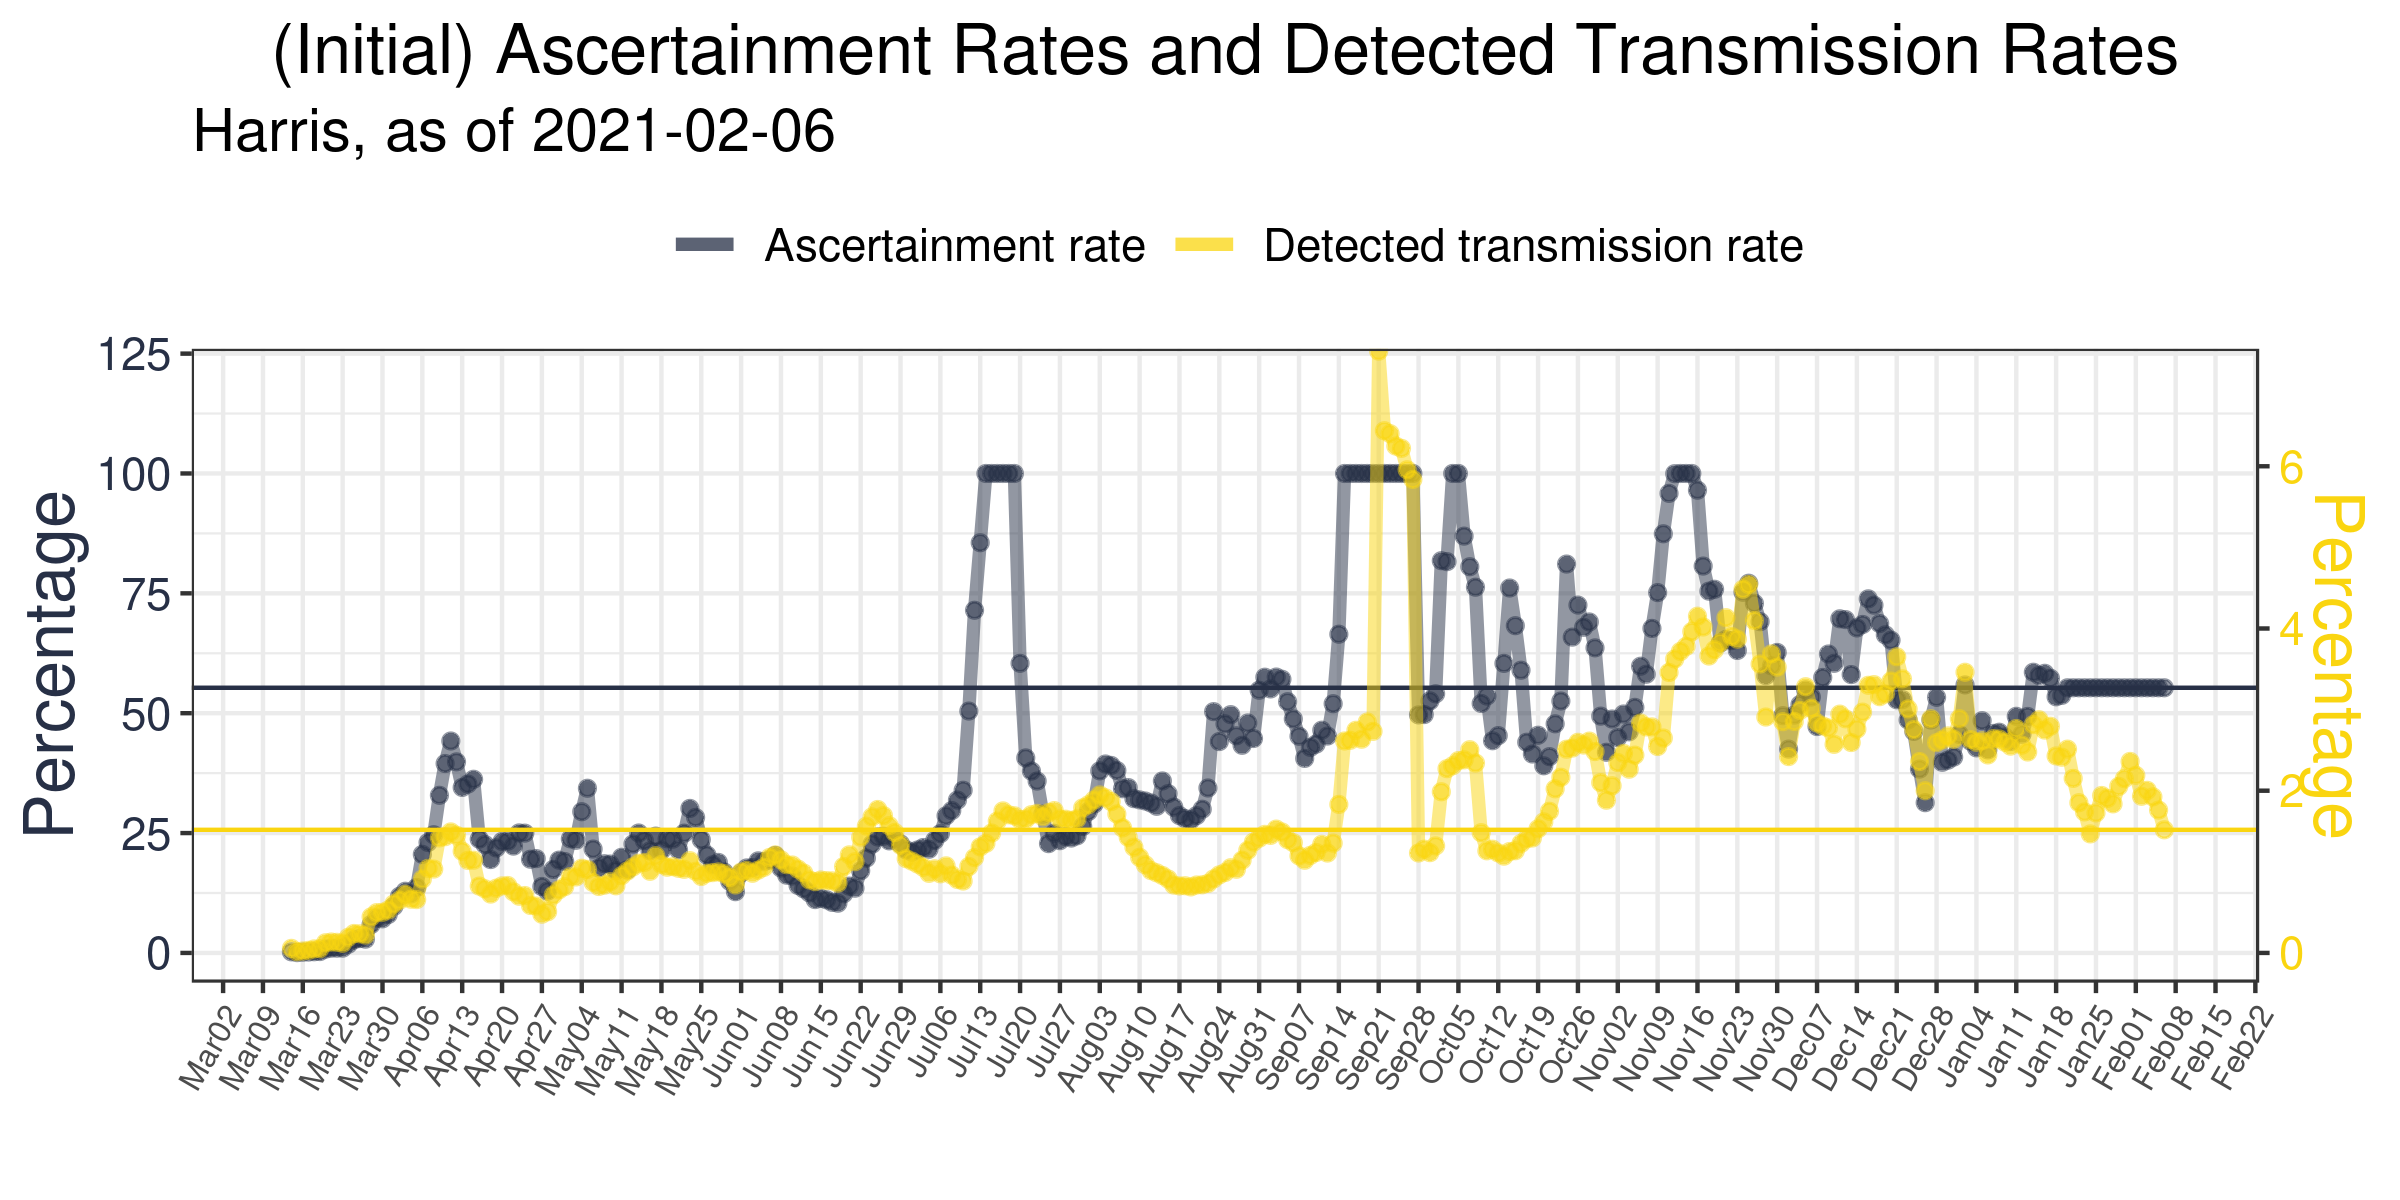 (Initial) Ascertainment Rates and Detected Transmission Rates
Harris, as of 2021-02-06
Ascertainment rate
Detected transmission rate
Percentage
125
100
75
50
25
0
6
4
2
0
Percentage
Mar02
Mar09
Mar16
Mar23
Mar30
Apr06
Apr13
Apr20
Apr27
May04
May11
May18
May25
Jun01
Jun08
Jun15
Jun22
Jun29
Jul06
Jul13
Jul20
Jul27
Aug03
Aug10
Aug17
Aug24
Aug31
Sep07
Sep14
Sep21
Sep28
Oct05
Oct12
Oct19
Oct26
Nov02
Nov09
Nov16
Nov23
Nov30
Dec07
Dec14
Dec21
Dec28
Jan04
Jan11
Jan18
Jan25
Feb01
Feb08
Feb15
Feb22